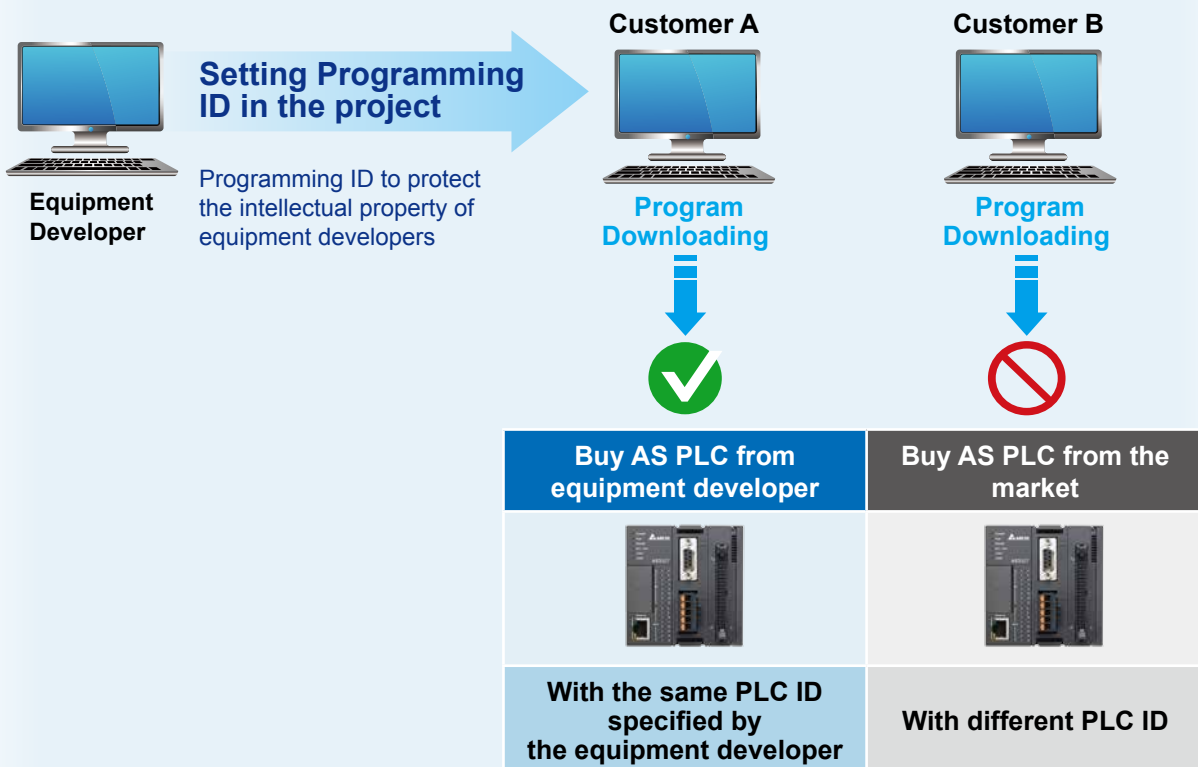 Customer A
Customer B
Setting Programming
ID in the project
Equipment
Developer
Programming ID to protect
the intellectual property of
equipment developers
Program
Downloading
Program
Downloading
Buy AS PLC from
equipment developer
Buy AS PLC from the
market
With the same PLC ID
specified by
the equipment developer
With different PLC ID